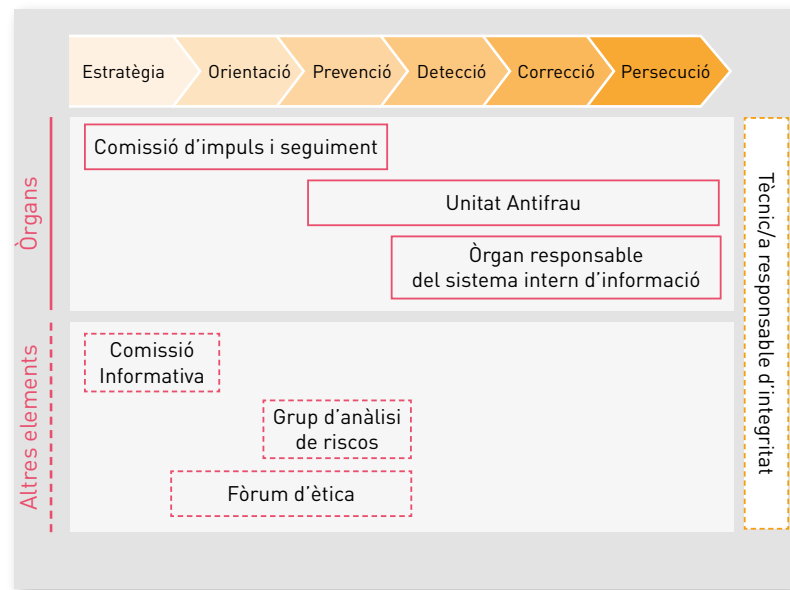 Estratègia
Orientació
Prevenció
Detecció
Correcció
Persecució
Òrgans
Comissió d'impuls i seguiment
Unitat Antifrau
Òrgan responsable
del sistema intern d'informació
Altres elements
Comissió
Informativa
Grup d'anàlisi
de riscos
Fòrum d'ètica
Tècnic/a responsable d'integritat